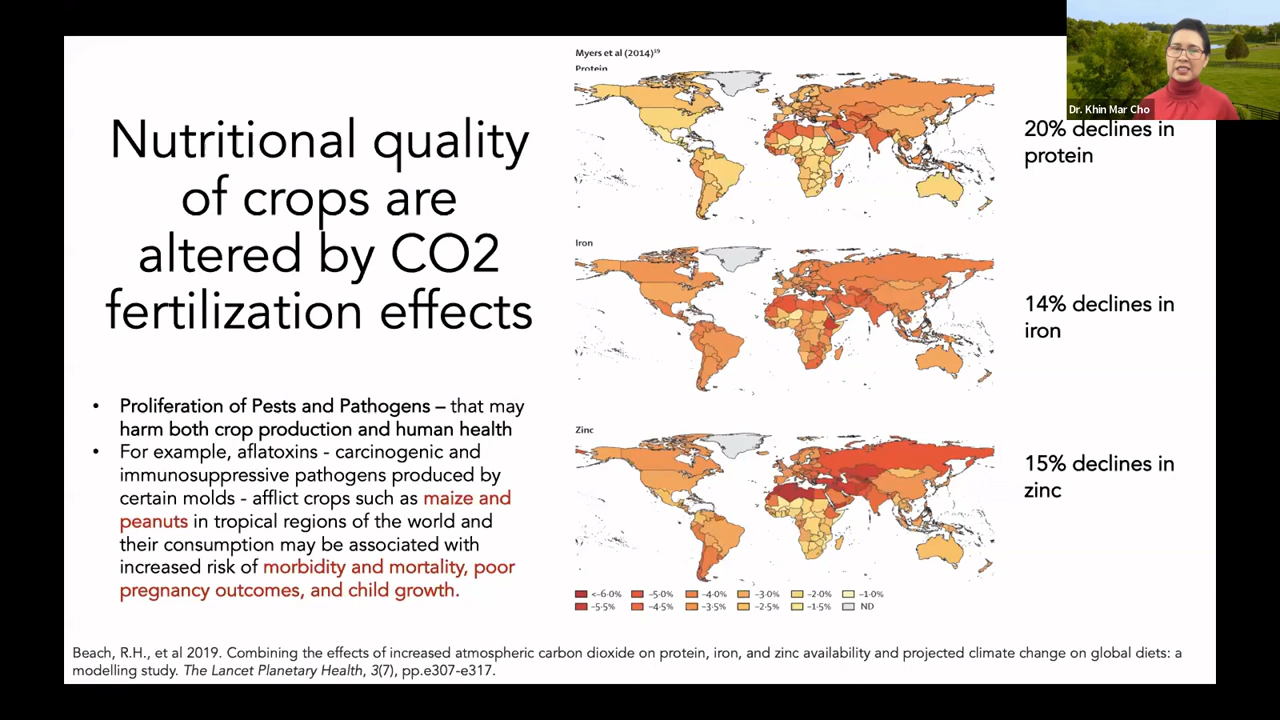 Nutritional quality
of crops are
altered by CO2
fertilization effects
• Proliferation of Pests and Pathogens – that may
harm both crop production and human health
• For example, aflatoxins - carcinogenic and
immunosuppressive pathogens produced by
certain molds - afflict crops such as maize and
peanuts in tropical regions of the world and
their consumption may be associated with
increased risk of morbidity and mortality, poor
pregnancy outcomes, and child growth.
Myers et al (2014)¹⁹
Protein
20% declines in
protein
Iron
14% declines in
iron
Zinc
15% declines in
zinc
<-6·0% -5·0% -4·0% -3·0% -2·0% -1·0%
-5·5% -4·5% -3·5% -2·5% -1·5% ND
Beach, R.H., et al 2019. Combining the effects of increased atmospheric carbon dioxide on protein, iron, and zinc availability and projected climate change on global diets: a
modelling study. The Lancet Planetary Health, 3(7), pp.e307-e317.
Dr. Khin Mar Cho